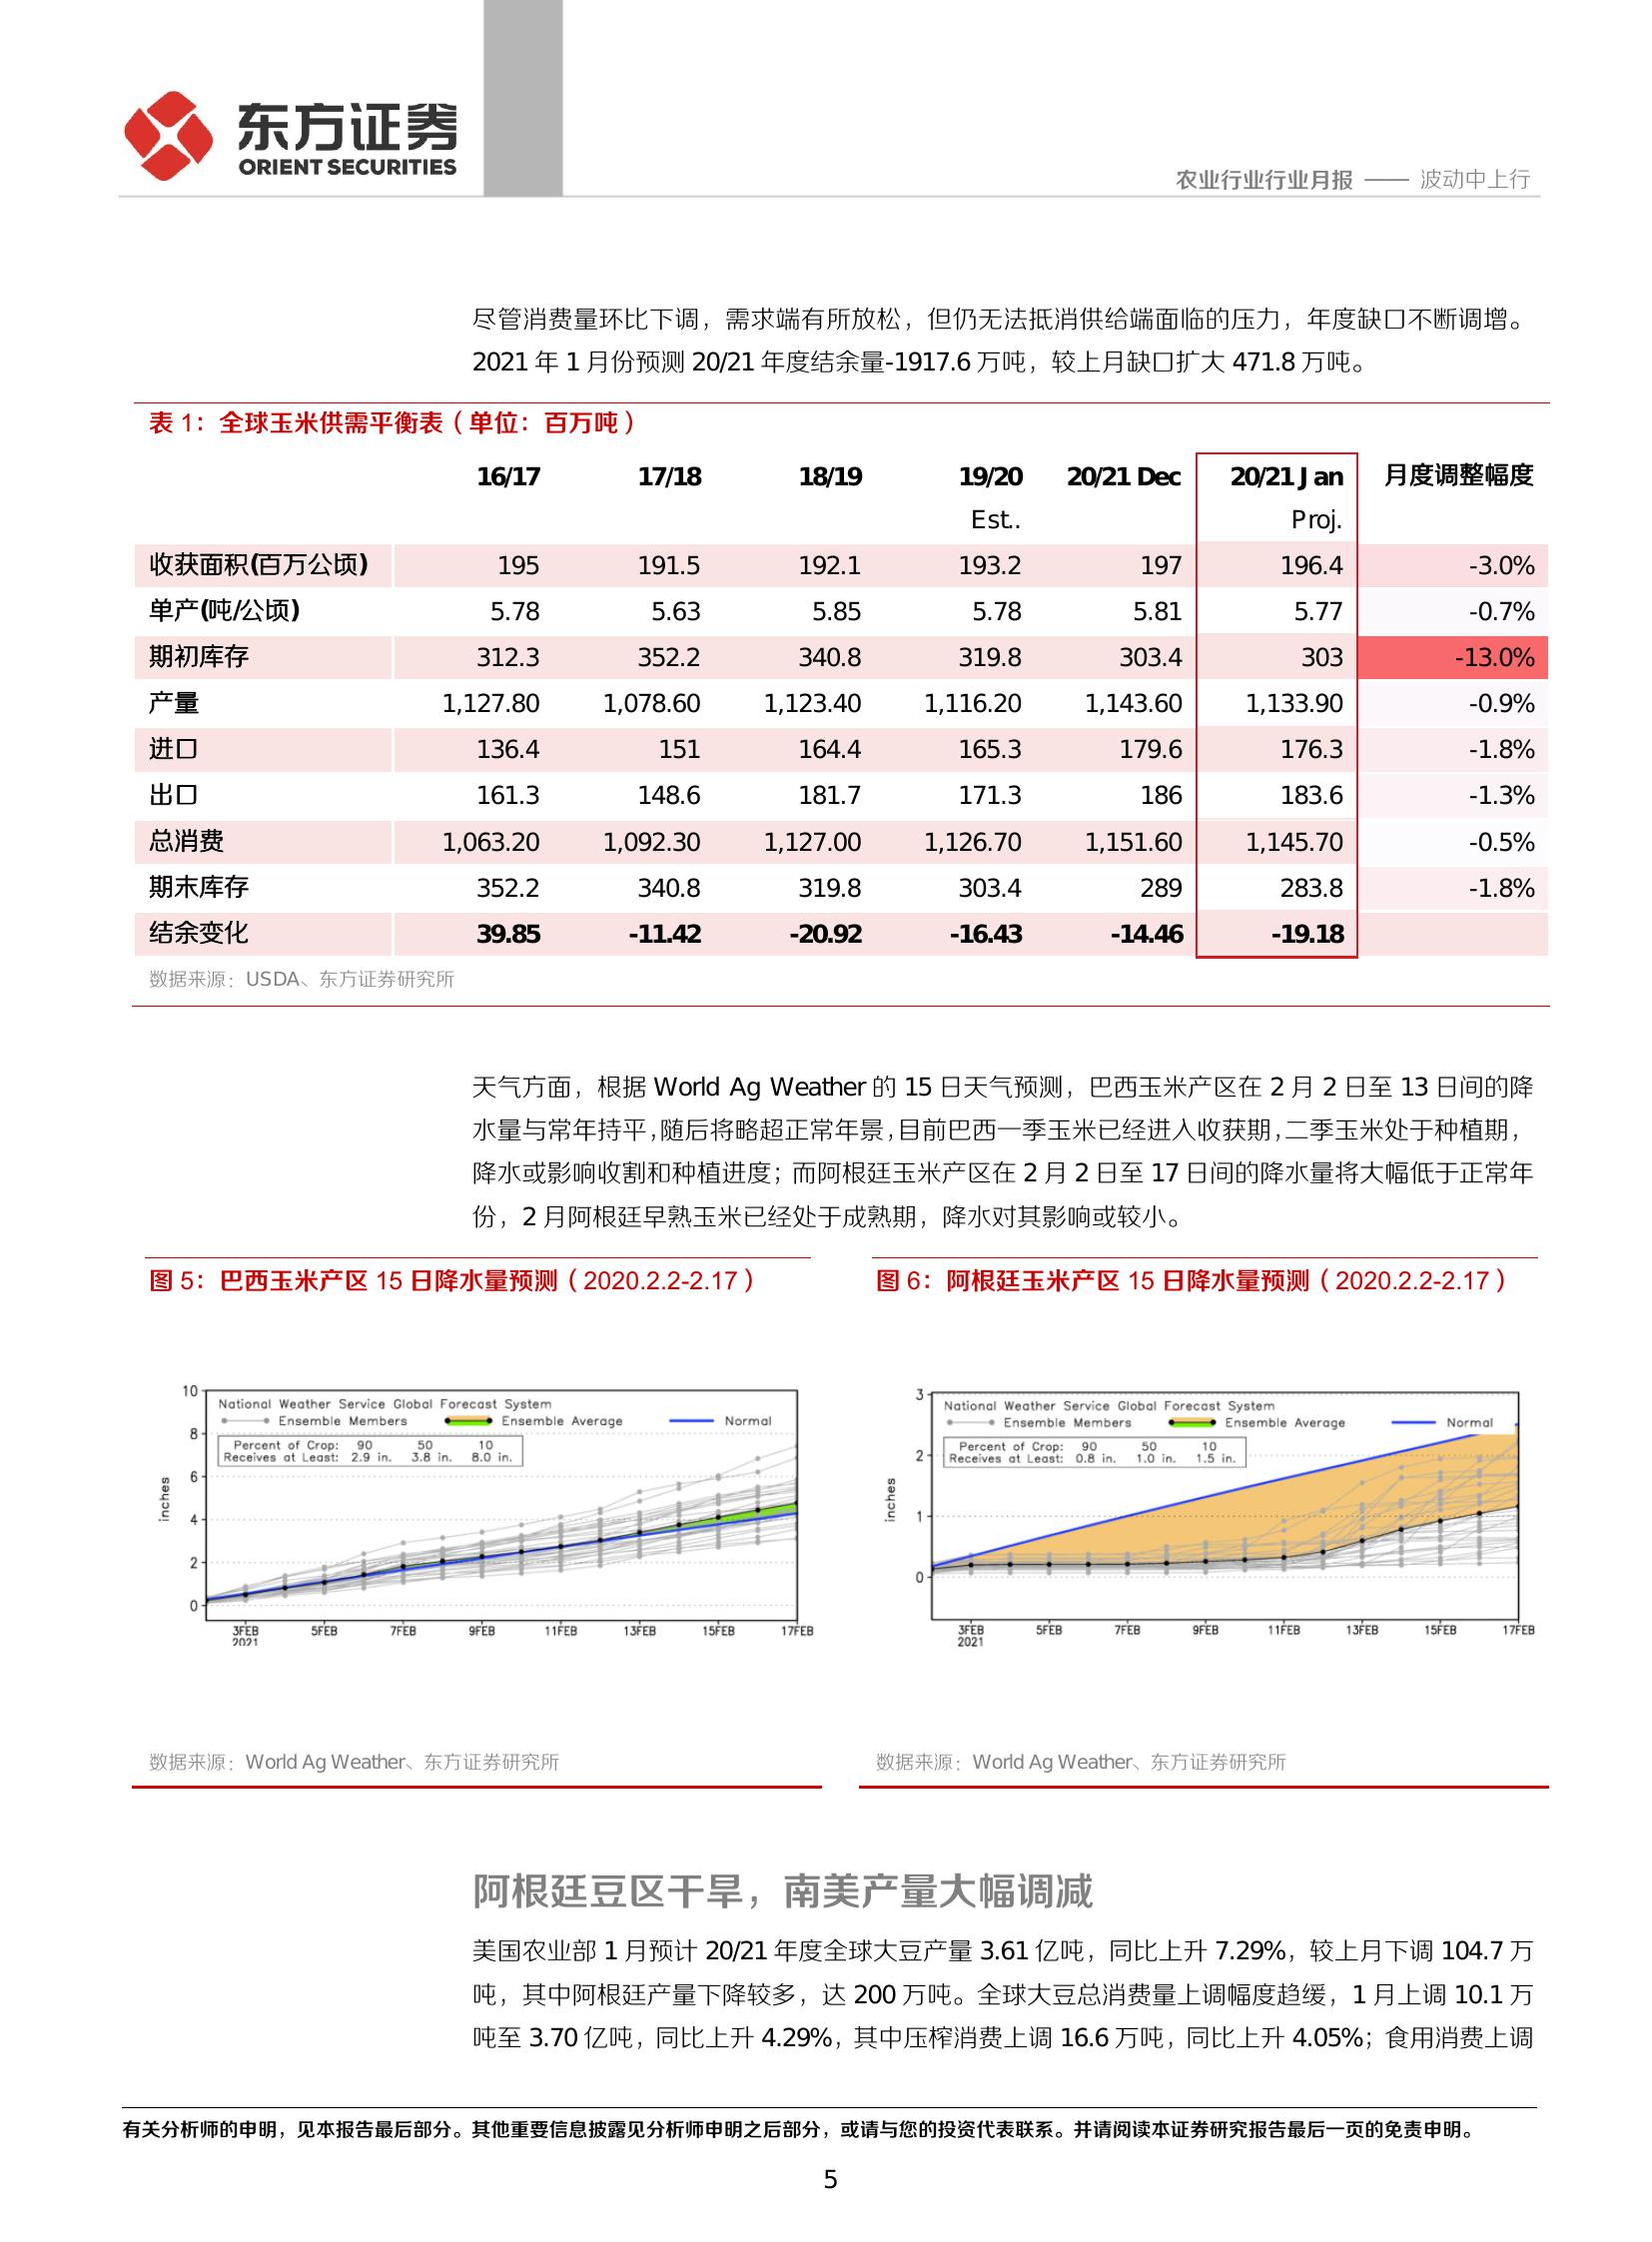 东方证券
ORIENT SECURITIES
农业行业行业月报 —— 波动中上行
尽管消费量环比下调，需求端有所放松，但仍无法抵消供给端面临的压力，年度缺口不断调增。
2021 年 1 月份预测 20/21 年度结余量-1917.6 万吨，较上月缺口扩大 471.8 万吨。
表 1：全球玉米供需平衡表（单位：百万吨）
16/17 17/18 18/19 19/20 20/21 Dec 20/21 Jan 月度调整幅度
Est.. Proj.
收获面积(百万公顷) 195 191.5 192.1 193.2 197 196.4 -3.0%
单产(吨/公顷) 5.78 5.63 5.85 5.78 5.81 5.77 -0.7%
期初库存 312.3 352.2 340.8 319.8 303.4 303 -13.0%
产量 1,127.80 1,078.60 1,123.40 1,116.20 1,143.60 1,133.90 -0.9%
进口 136.4 151 164.4 165.3 179.6 176.3 -1.8%
出口 161.3 148.6 181.7 171.3 186 183.6 -1.3%
总消费 1,063.20 1,092.30 1,127.00 1,126.70 1,151.60 1,145.70 -0.5%
期末库存 352.2 340.8 319.8 303.4 289 283.8 -1.8%
结余变化 39.85 -11.42 -20.92 -16.43 -14.46 -19.18
数据来源：USDA、东方证券研究所
天气方面，根据 World Ag Weather 的 15 日天气预测，巴西玉米产区在 2 月 2 日至 13 日间的降
水量与常年持平，随后将略超正常年景，目前巴西一季玉米已经进入收获期，二季玉米处于种植期，
降水或影响收割和种植进度；而阿根廷玉米产区在 2 月 2 日至 17 日间的降水量将大幅低于正常年
份，2 月阿根廷早熟玉米已经处于成熟期，降水对其影响或较小。
图 5：巴西玉米产区 15 日降水量预测（2020.2.2-2.17）
National Weather Service Global Forecast System
Ensemble Members Ensemble Average Normal
Percent of Crop: 90 50 10
Receives at Least: 2.9 in. 3.8 in. 8.0 in.
inches
10
8
6
4
2
0
3FEB 5FEB 7FEB 9FEB 11FEB 13FEB 15FEB 17FEB
2021
数据来源：World Ag Weather、东方证券研究所
图 6：阿根廷玉米产区 15 日降水量预测（2020.2.2-2.17）
National Weather Service Global Forecast System
Ensemble Members Ensemble Average Normal
Percent of Crop: 90 50 10
Receives at Least: 0.8 in. 1.0 in. 1.5 in.
inches
3
2
1
0
3FEB 5FEB 7FEB 9FEB 11FEB 13FEB 15FEB 17FEB
2021
数据来源：World Ag Weather、东方证券研究所
阿根廷豆区干旱，南美产量大幅调减
美国农业部 1 月预计 20/21 年度全球大豆产量 3.61 亿吨，同比上升 7.29%，较上月下调 104.7 万
吨，其中阿根廷产量下降较多，达 200 万吨。全球大豆总消费量上调幅度趋缓，1 月上调 10.1 万
吨至 3.70 亿吨，同比上升 4.29%，其中压榨消费上调 16.6 万吨，同比上升 4.05%；食用消费上调
有关分析师的申明，见本报告最后部分。其他重要信息披露见分析师申明之后部分，或请与您的投资代表联系。并请阅读本证券研究报告最后一页的免责申明。
5